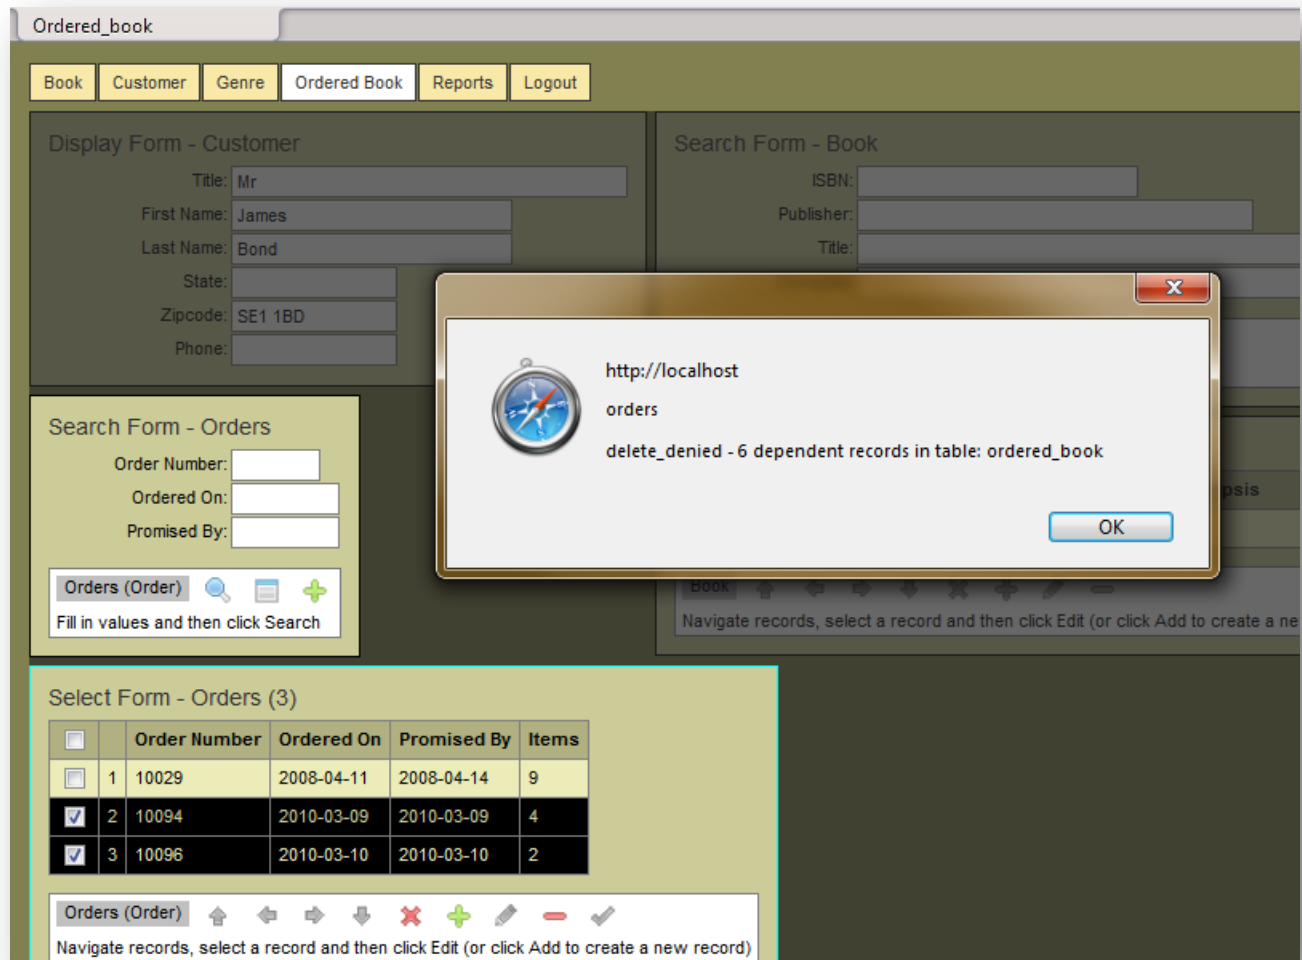 Ordered_book
Book Customer Genre Ordered Book Reports Logout
Display Form - Customer
Title: Mr
First Name: James
Last Name: Bond
State:
Zipcode: SE1 1BD
Phone:
Search Form - Book
ISBN:
Publisher:
Title:
http://localhost
orders
delete_denied - 6 dependent records in table: ordered_book
OK
psis
Book
Navigate records, select a record and then click Edit (or click Add to create a ne
Search Form - Orders
Order Number:
Ordered On:
Promised By:
Orders (Order)
Fill in values and then click Search
Select Form - Orders (3)
Order Number Ordered On Promised By Items
1 10029 2008-04-11 2008-04-14 9
2 10094 2010-03-09 2010-03-09 4
3 10096 2010-03-10 2010-03-10 2
Orders (Order)
Navigate records, select a record and then click Edit (or click Add to create a new record)